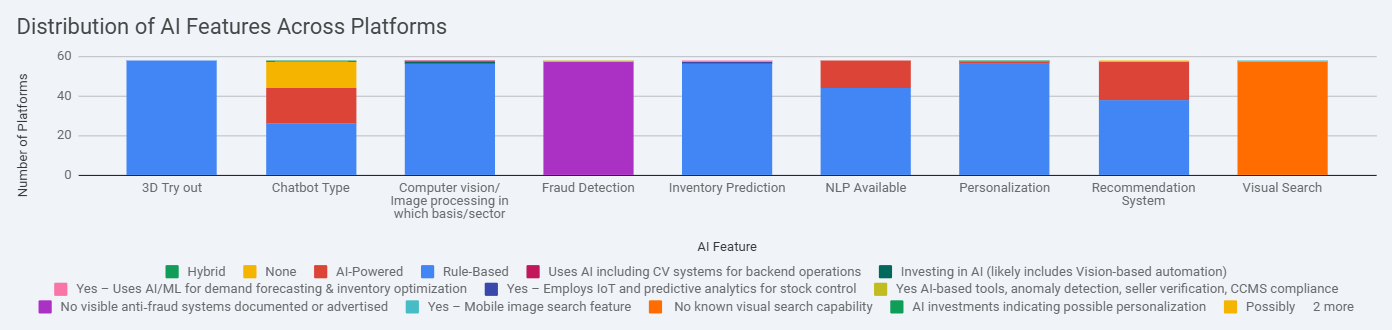 Distribution of AI Features Across Platforms
Number of Platforms
60
40
20
0
3D Try out
Chatbot Type
Computer vision/
Image processing in
which basis/sector
Fraud Detection
Inventory Prediction
NLP Available
Personalization
Recommendation
System
Visual Search
AI Feature
Hybrid None AI-Powered Rule-Based Uses AI including CV systems for backend operations Investing in AI (likely includes Vision-based automation)
Yes – Uses AI/ML for demand forecasting & inventory optimization Yes – Employs IoT and predictive analytics for stock control Yes AI-based tools, anomaly detection, seller verification, CCMS compliance
No visible anti-fraud systems documented or advertised Yes – Mobile image search feature No known visual search capability AI investments indicating possible personalization Possibly 2 more